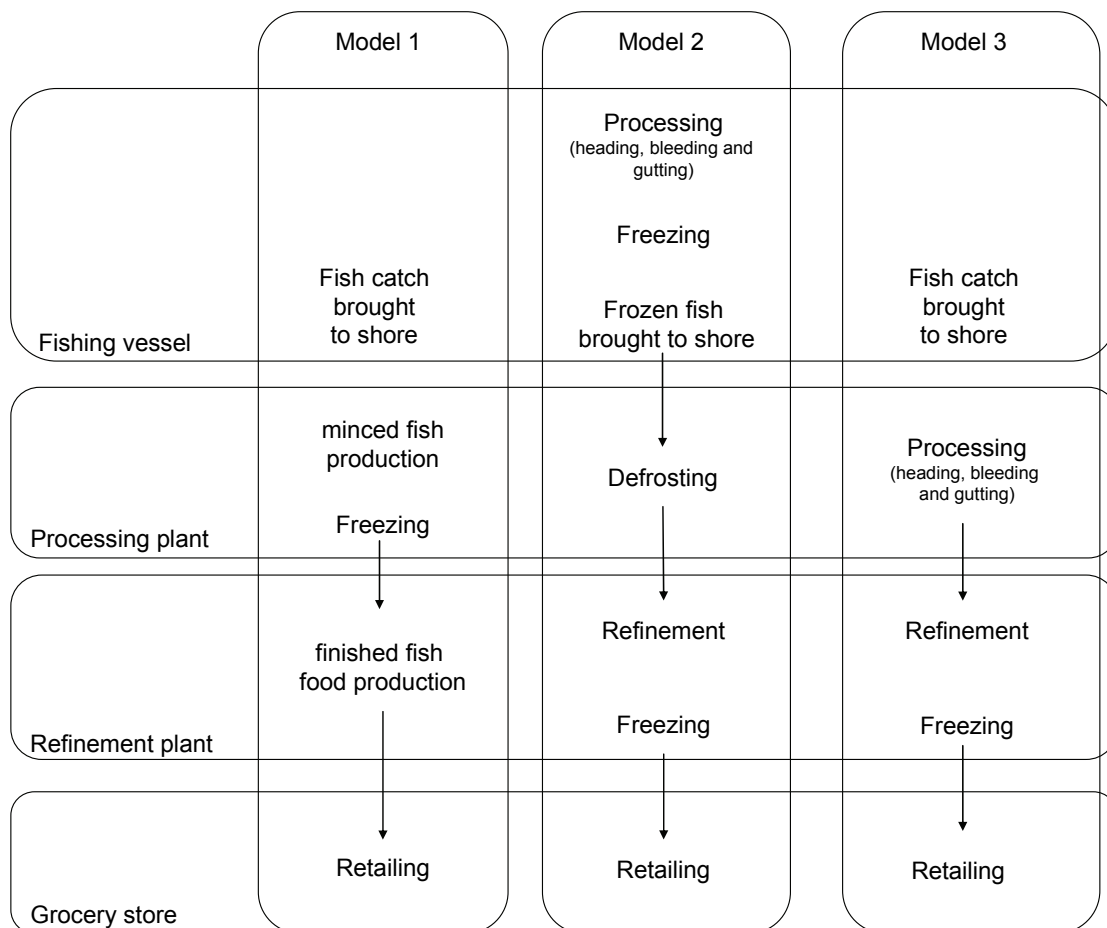 Model 1
Model 2
Model 3
Processing
(heading, bleeding and
gutting)
Freezing
Fish catch
brought
to shore
Frozen fish
brought to shore
Fish catch
brought
to shore
Fishing vessel
minced fish
production
Freezing
Defrosting
Processing
(heading, bleeding
and gutting)
Processing plant
finished fish
food production
Refinement
Freezing
Refinement
Freezing
Refinement plant
Retailing
Retailing
Retailing
Grocery store